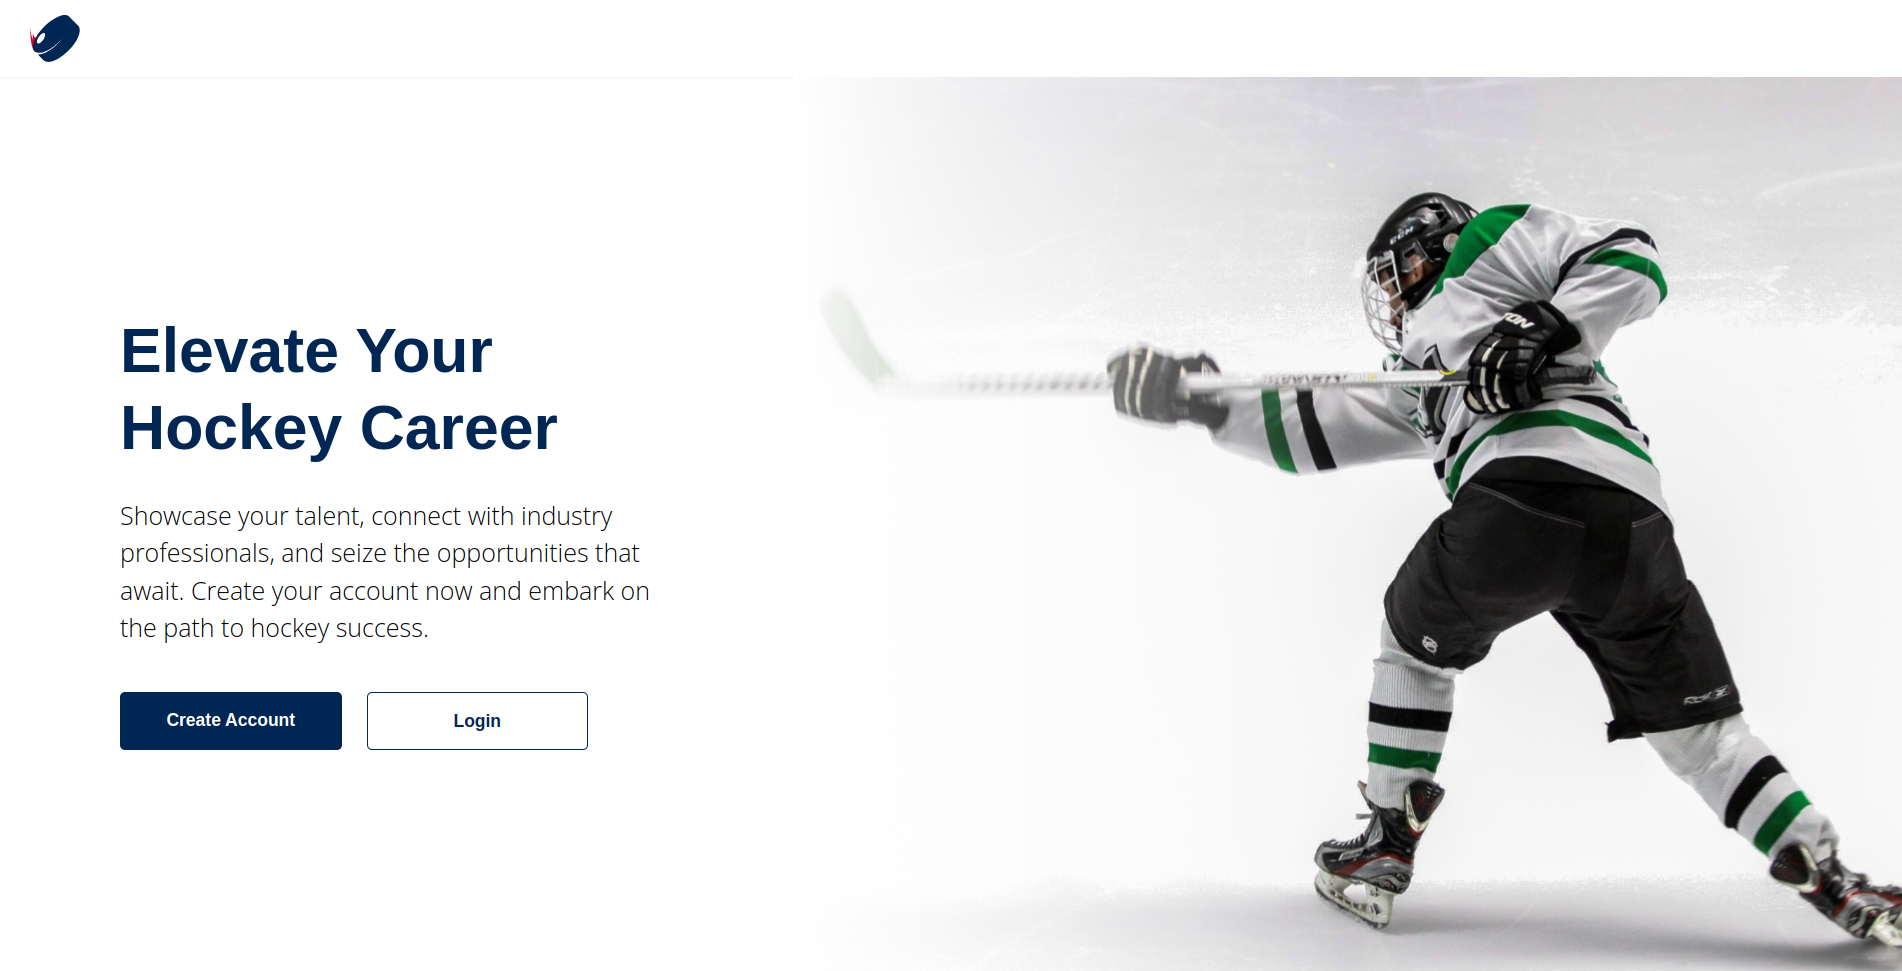 Elevate Your
Hockey Career
Showcase your talent, connect with industry
professionals, and seize the opportunities that
await. Create your account now and embark on
the path to hockey success.
Create Account
Login
CCM